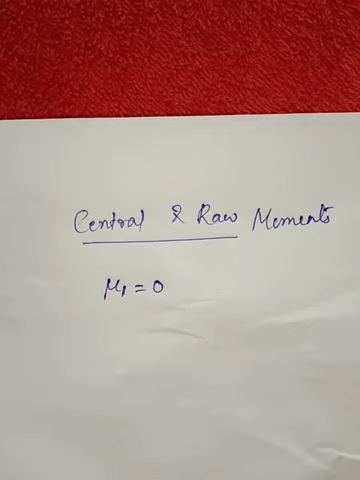 Central & Raw Moments
μ₁ = 0